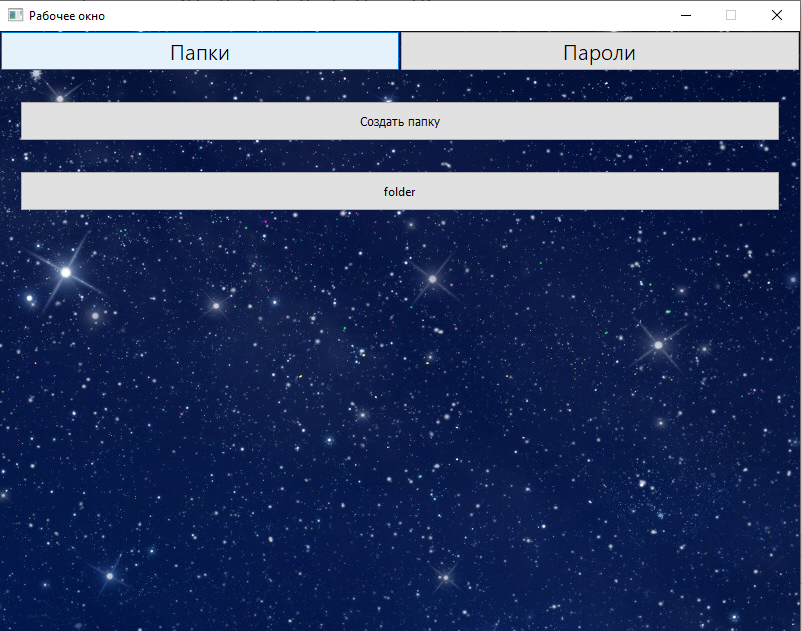 Рабочее окно
Папки
Пароли
Создать папку
folder